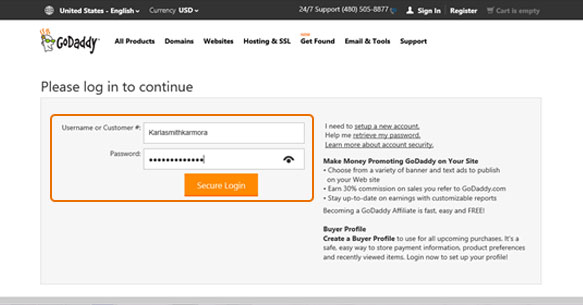 United States - English
Currency USD
24/7 Support (480) 505-8877
Sign In | Register
Cart is empty
GoDaddy
All Products Domains Websites Hosting & SSL Get Found Email & Tools Support
Please log in to continue
Username or Customer #:
Karlasmithkarmora
Password:
•••••••••••••
Secure Login
I need to setup a new account.
Help me retrieve my password.
Learn more about account security.
Make Money Promoting GoDaddy on Your Site
• Choose from a variety of banner and text ads to publish
on your Web site
• Earn 30% commission on sales you refer to GoDaddy.com
• Stay up-to-date on earnings with customizable reports
Becoming a GoDaddy Affiliate is fast, easy and FREE!
Buyer Profile
Create a Buyer Profile to use for all upcoming purchases. It's a
safe, easy way to store payment information, product preferences
and recently viewed items. Login now to set up your profile!